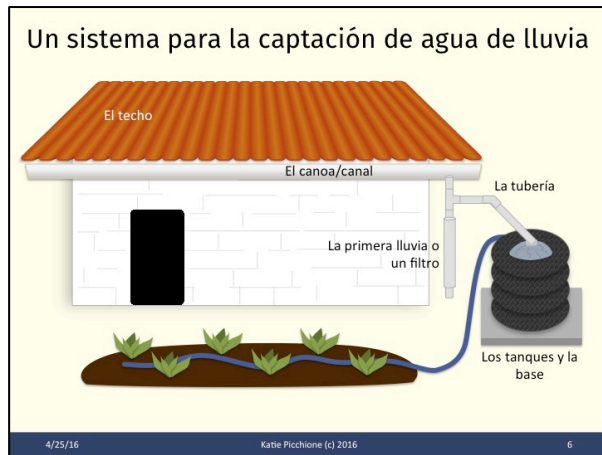 Un sistema para la captación de agua de lluvia
El techo
El canoa/canal
La tubería
La primera lluvia o
un filtro
Los tanques y la
base
4/25/16
Katie Picchione (c) 2016
6